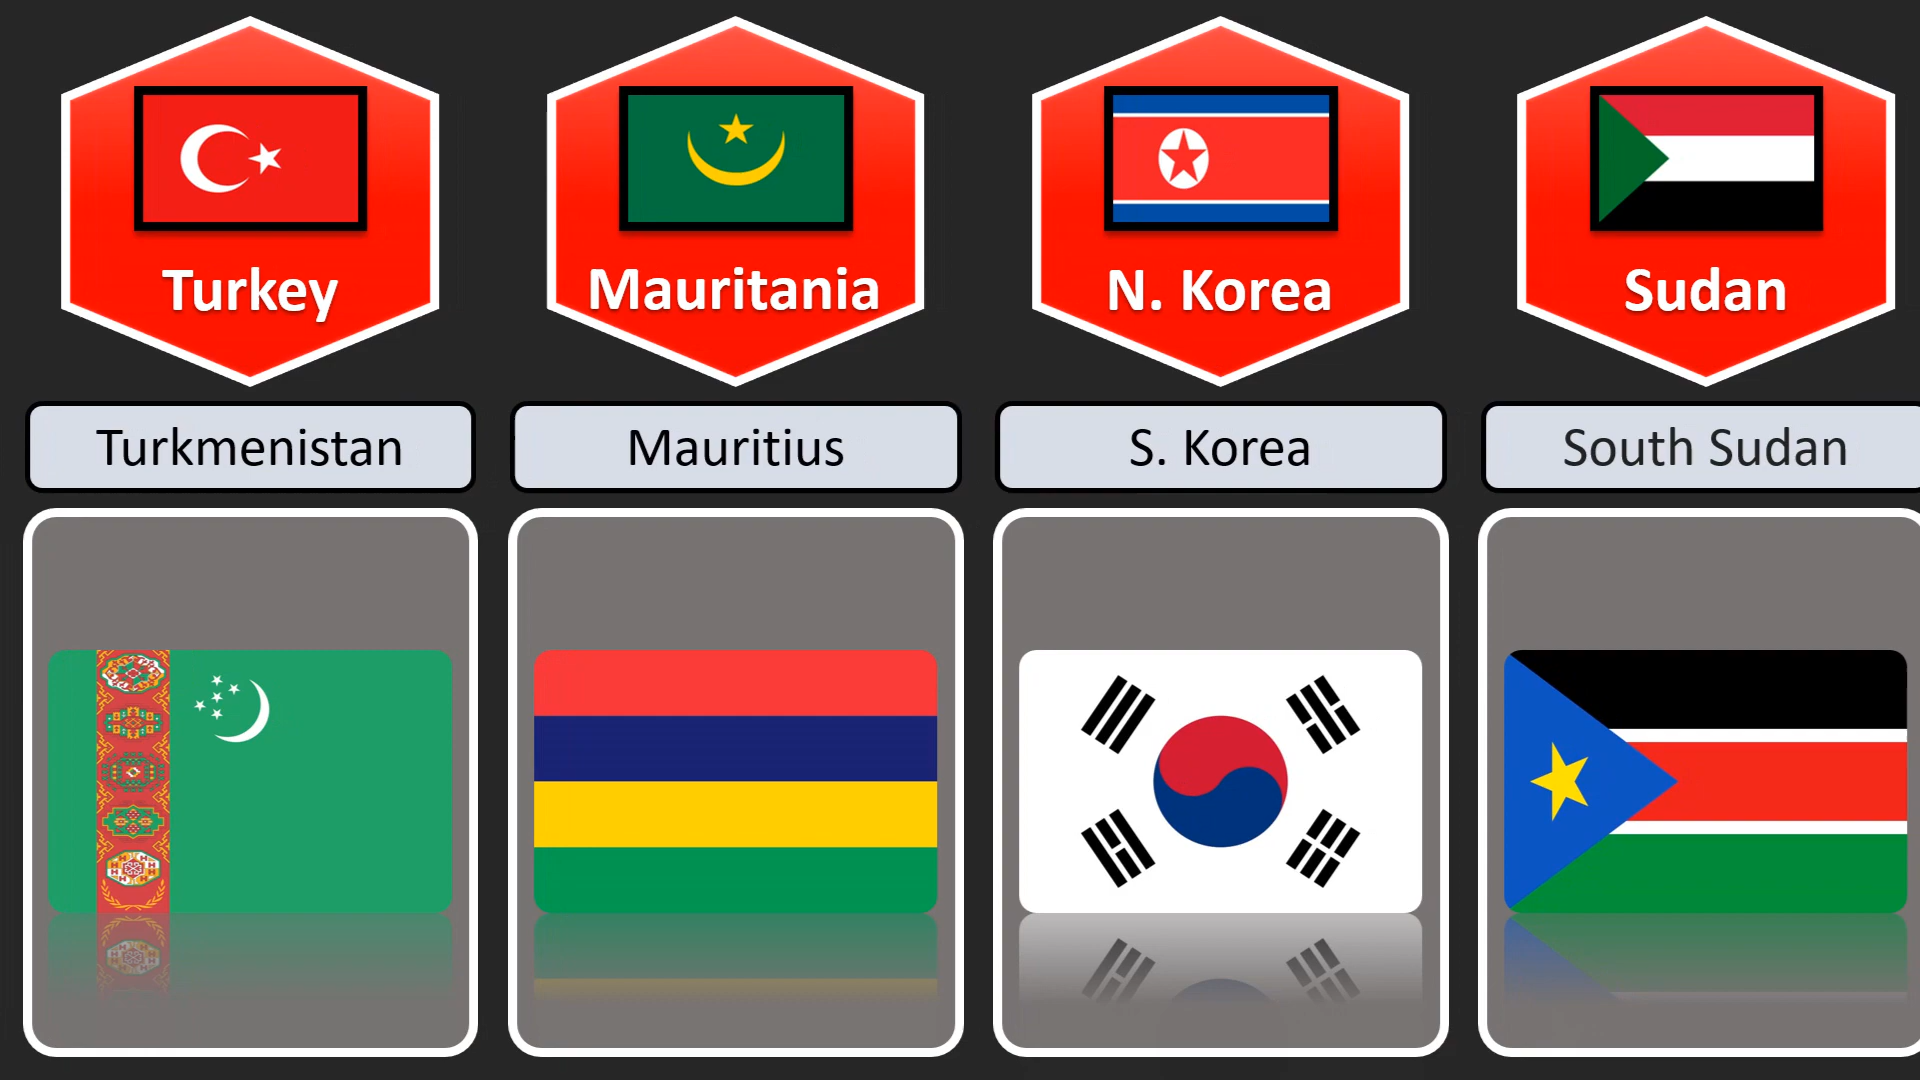 Turkey
Mauritania
N. Korea
Sudan
Turkmenistan
Mauritius
S. Korea
South Sudan